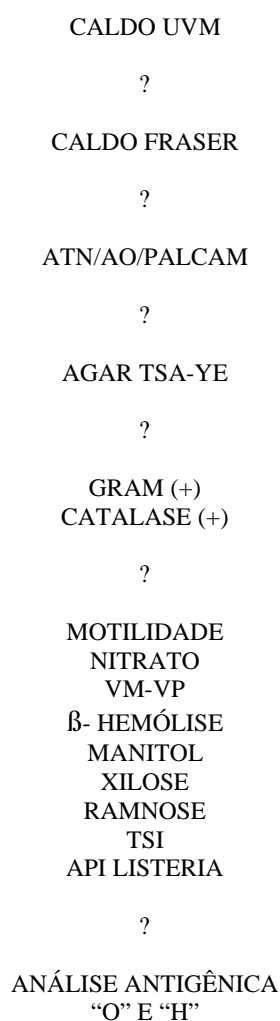 CALDO UVM
?
CALDO FRASER
?
ATN/AO/PALCAM
?
AGAR TSA-YE
?
GRAM (+)
CATALASE (+)
?
MOTILIDADE
NITRATO
VM-VP
ß- HEMÓLISE
MANITOL
XILOSE
RAMNOSE
TSI
API LISTERIA
?
ANÁLISE ANTIGÊNICA
“O” E “H”